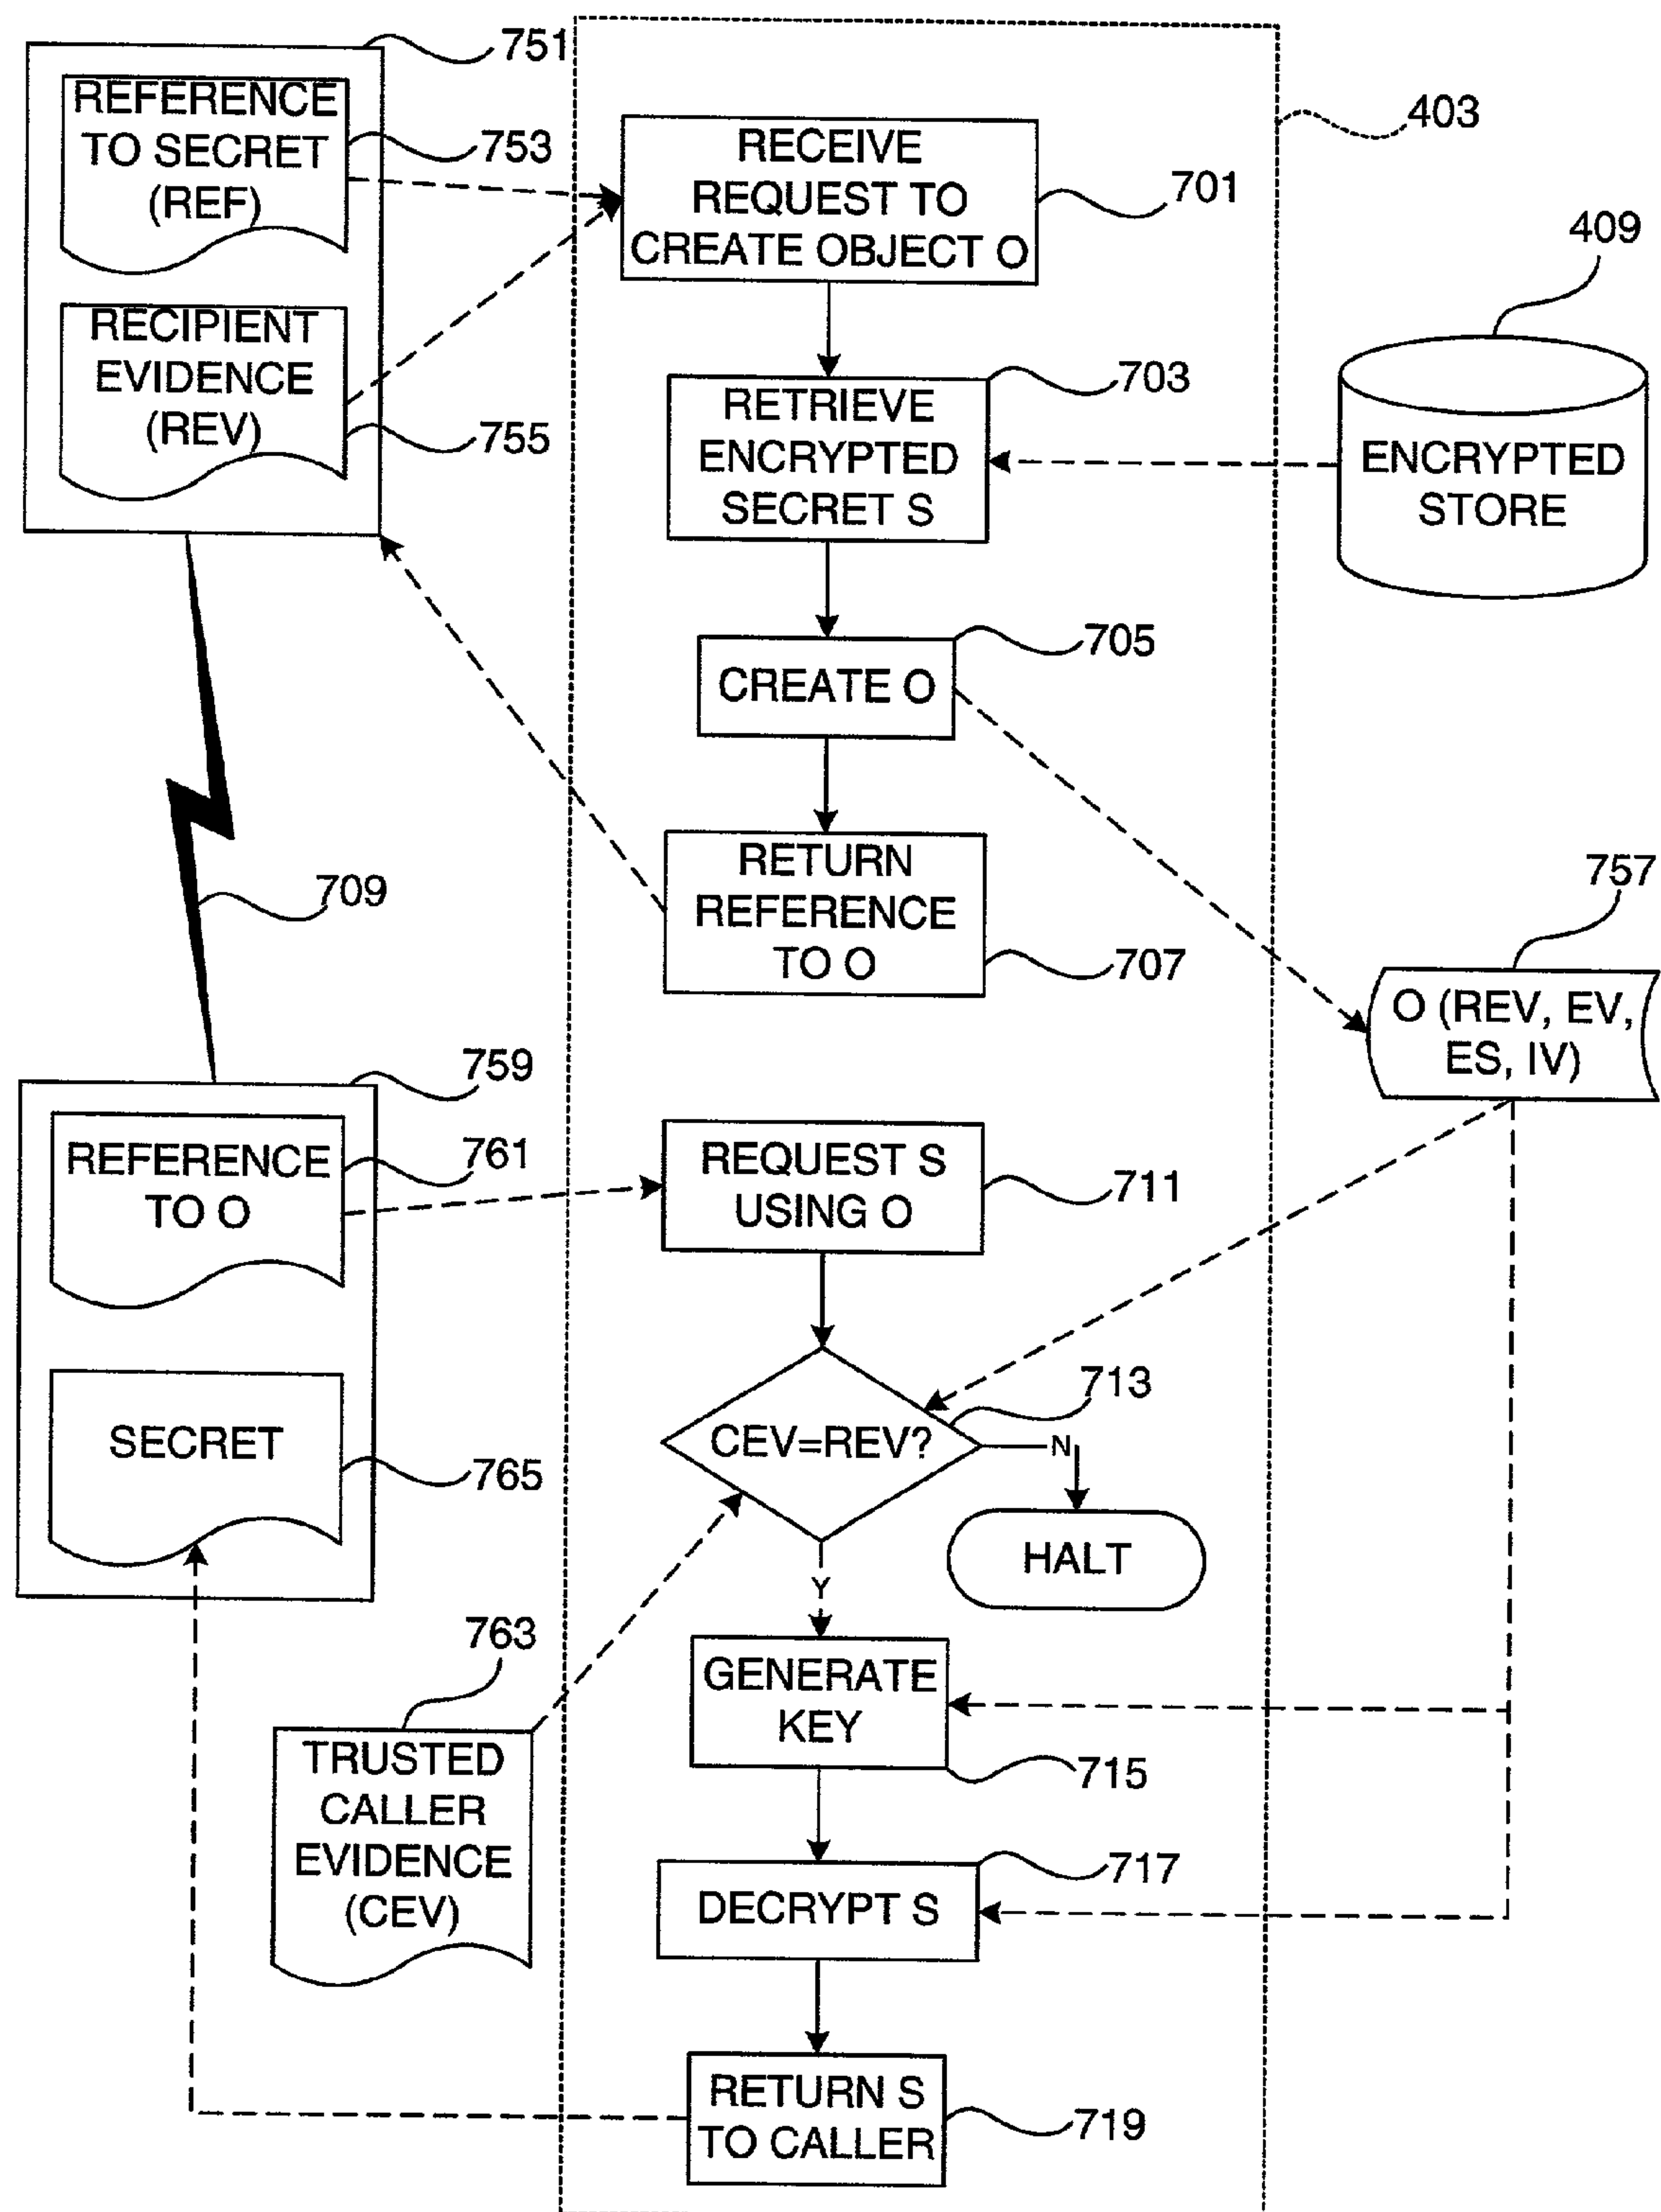 751
REFERENCE
TO SECRET
(REF)
753
RECIPIENT
EVIDENCE
(REV)
755
403
RECEIVE
REQUEST TO
CREATE OBJECT O
701
409
ENCRYPTED
STORE
RETRIEVE
ENCRYPTED
SECRET S
703
CREATE O
705
RETURN
REFERENCE
TO O
707
709
757
O (REV, EV,
ES, IV)
759
REFERENCE
TO O
761
REQUEST S
USING O
711
SECRET
765
CEV=REV?
713
N
HALT
Y
763
TRUSTED
CALLER
EVIDENCE
(CEV)
GENERATE
KEY
715
DECRYPT S
717
RETURN S
TO CALLER
719